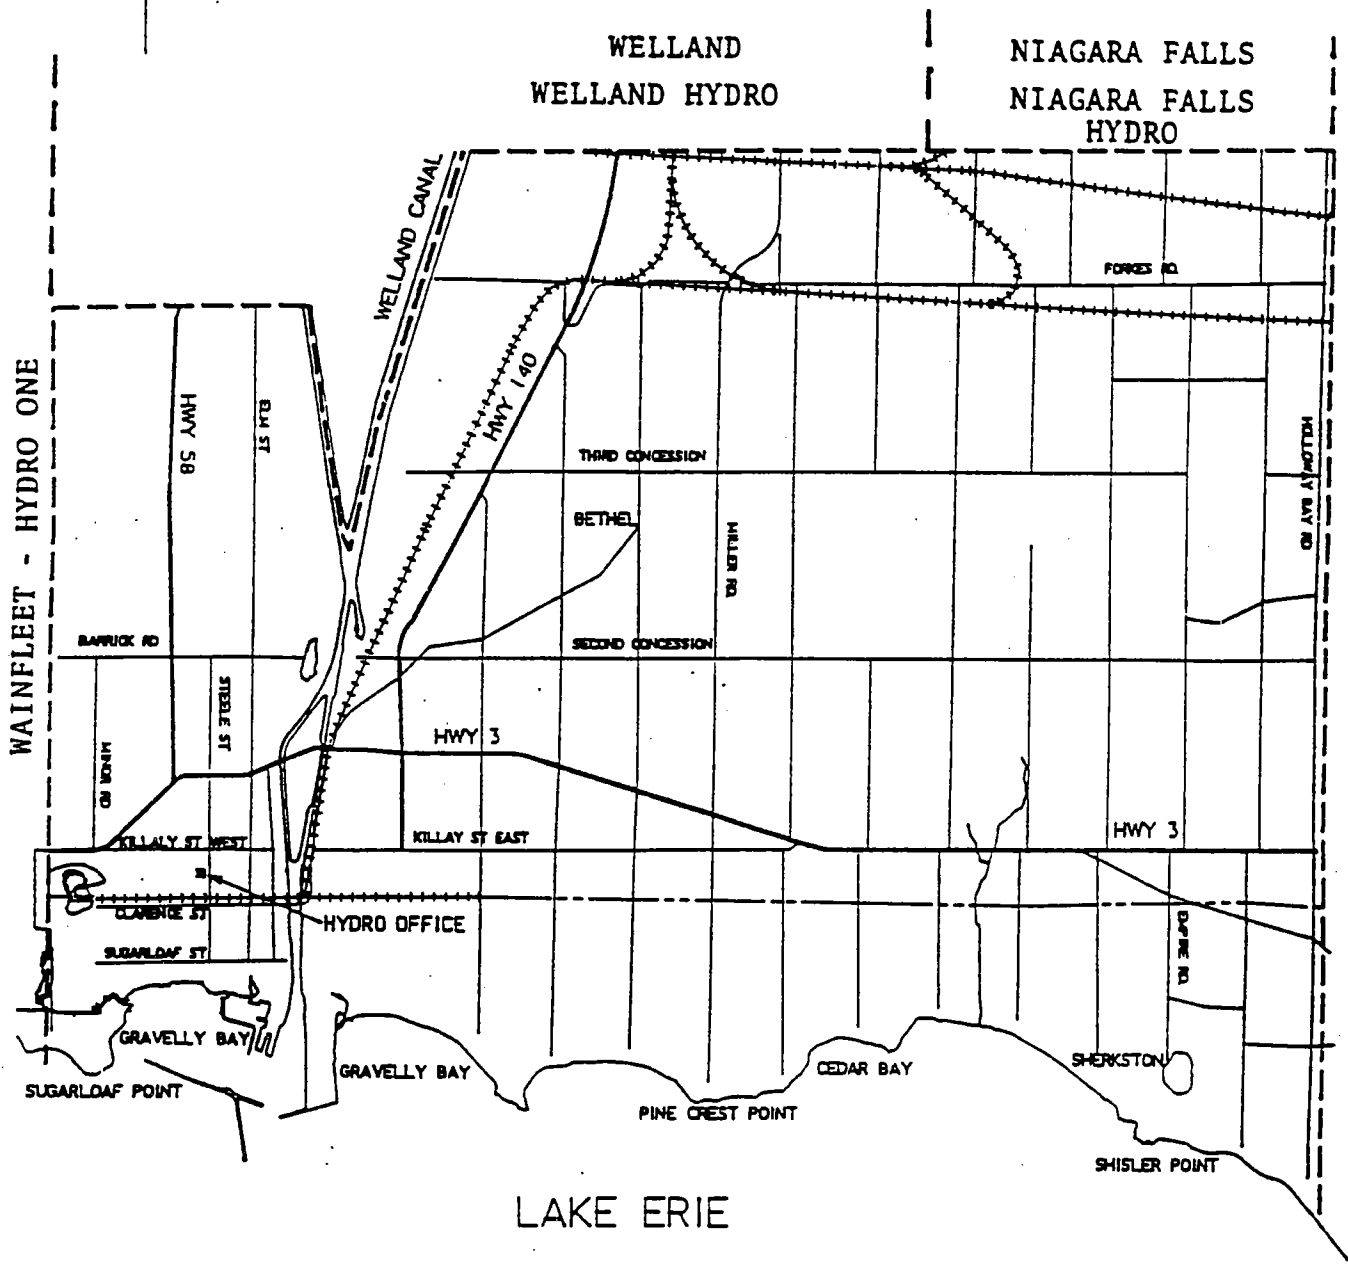 WELLAND
WELLAND HYDRO
NIAGARA FALLS
NIAGARA FALLS
HYDRO
WELLAND CANAL
FORKES RD.
WAINFLEET - HYDRO ONE
HWY 58
ELM ST
HWY 140
THIRD CONCESSION
HOLLOWAY BAY RD
BETHEL
MILLER RD.
BARRICK RD
SECOND CONCESSION
STEELE ST
HWY 3
MINOR RD
KILLALY ST WEST
KILLAY ST EAST
HWY 3
CLARENCE ST
HYDRO OFFICE
EMPIRE RD.
SUGARLOAF ST
GRAVELLY BAY
GRAVELLY BAY
CEDAR BAY
SHERKSTON
SUGARLOAF POINT
PINE CREST POINT
SHISLER POINT
LAKE ERIE